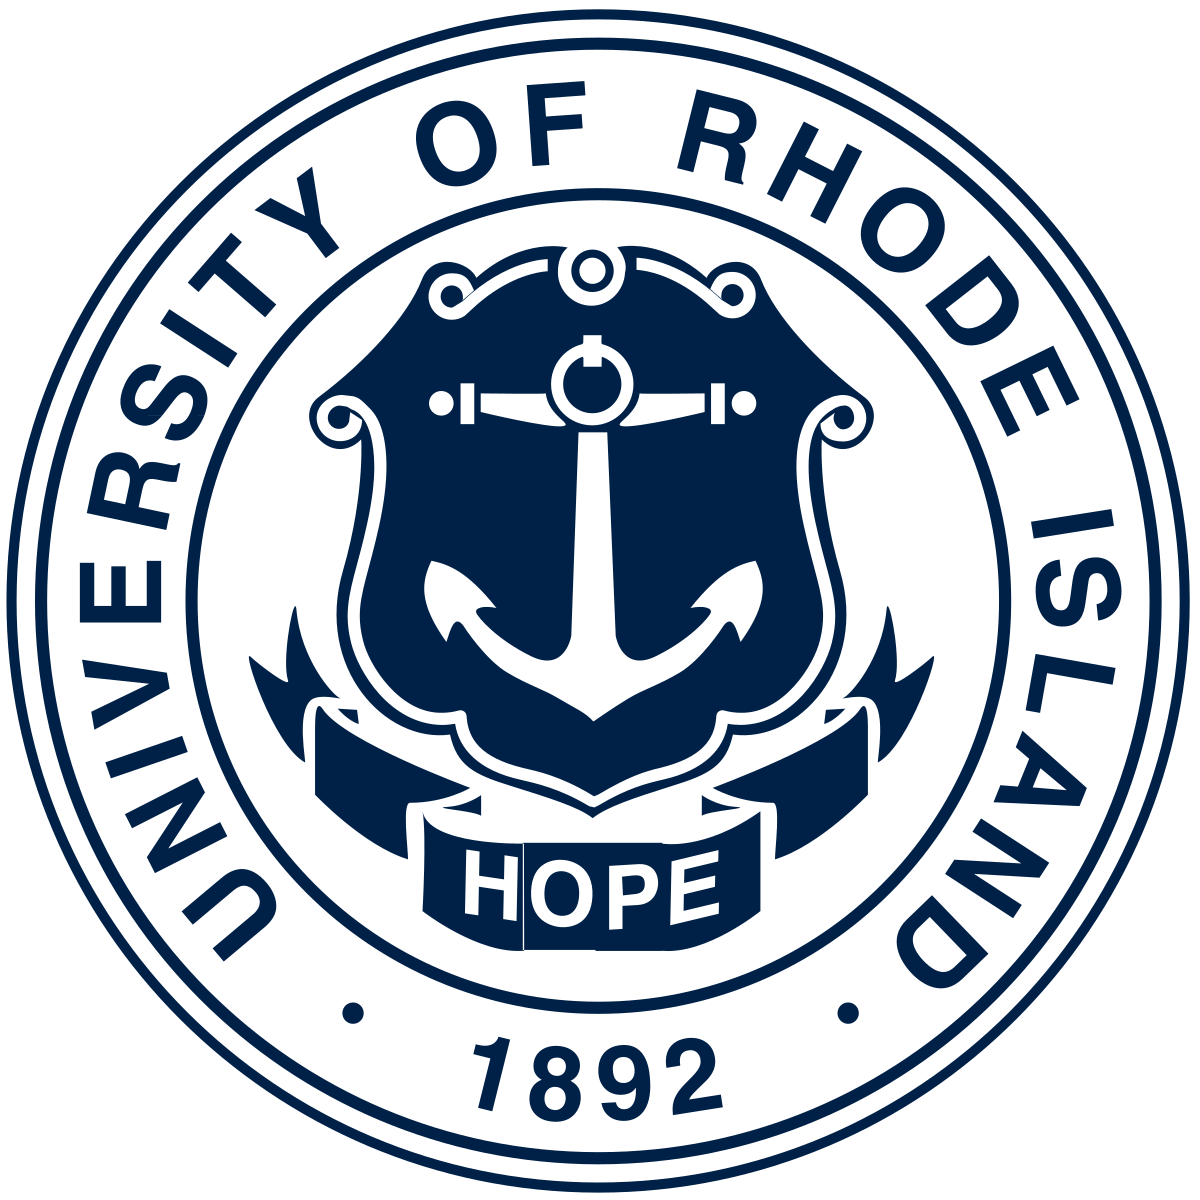 UNIVERSITY OF RHODE ISLAND
HOPE
• 1892 •